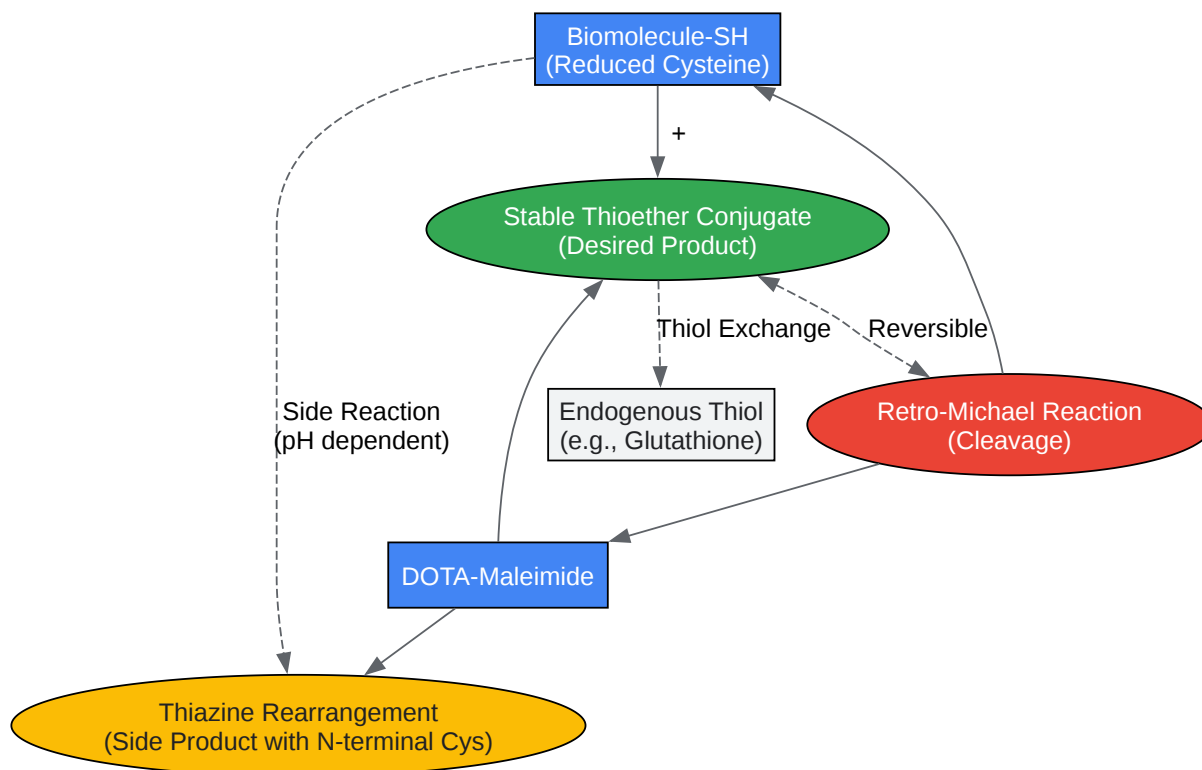 Biomolecule-SH
(Reduced Cysteine)
+
Stable Thioether Conjugate
(Desired Product)
Thiol Exchange
Reversible
Side Reaction
(pH dependent)
Endogenous Thiol
(e.g., Glutathione)
Retro-Michael Reaction
(Cleavage)
DOTA-Maleimide
Thiazine Rearrangement
(Side Product with N-terminal Cys)